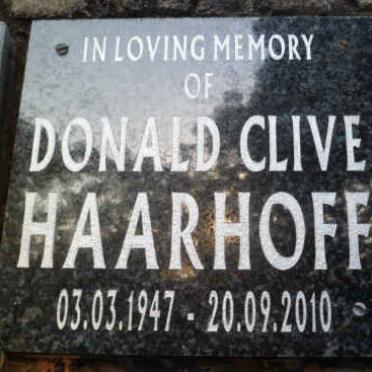 IN LOVING MEMORY
OF
DONALD CLIVE
HAARHOFF
03.03.1947 - 20.09.2010